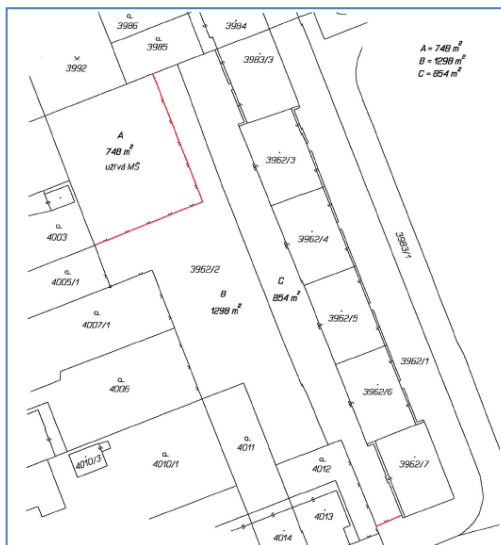 3986
3985
3984
3992
3983/3
A = 748 m²
B = 1298 m²
C = 854 m²
A
748 m²
užívá MŠ
3962/3
4003
3962/4
3983/1
4005/1
3962/2
B
1298 m²
C
854 m²
4007/1
3962/5
3962/1
4006
3962/6
4011
4010/3
4010/1
4012
3962/7
4013
4014